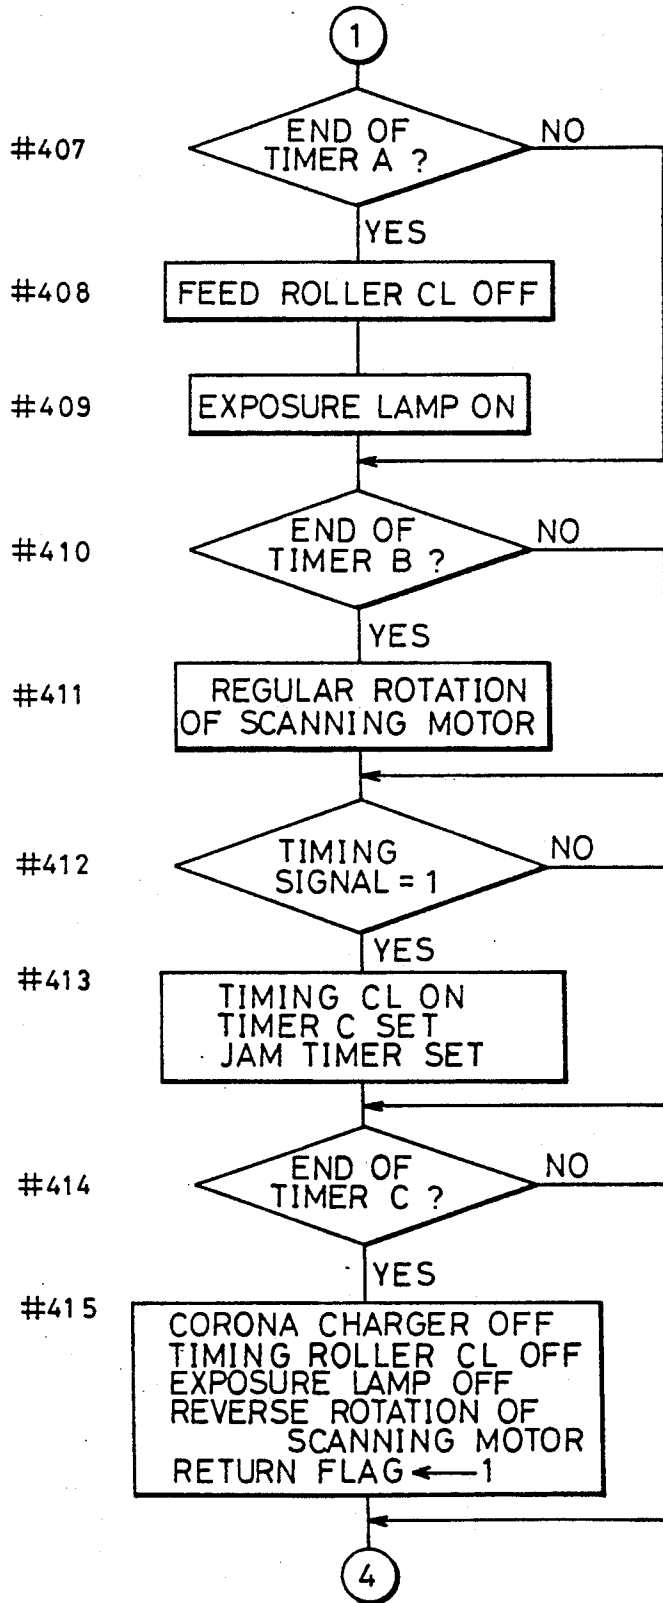 1
#407
END OF
TIMER A ?
NO
YES
#408
FEED ROLLER CL OFF
#409
EXPOSURE LAMP ON
#410
END OF
TIMER B ?
NO
YES
#411
REGULAR ROTATION
OF SCANNING MOTOR
#412
TIMING
SIGNAL = 1
NO
YES
#413
TIMING CL ON
TIMER C SET
JAM TIMER SET
#414
END OF
TIMER C ?
NO
YES
#415
CORONA CHARGER OFF
TIMING ROLLER CL OFF
EXPOSURE LAMP OFF
REVERSE ROTATION OF
SCANNING MOTOR
RETURN FLAG ← 1
4